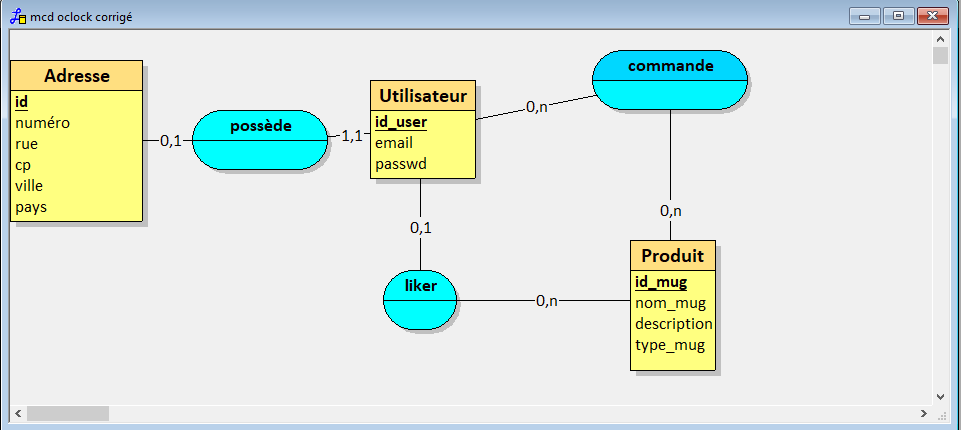 mcd oclock corrigé
Adresse
id
numéro
rue
cp
ville
pays
0,1
possède
1,1
Utilisateur
id_user
email
passwd
0,n
commande
0,n
0,1
liker
0,n
Produit
id_mug
nom_mug
description
type_mug